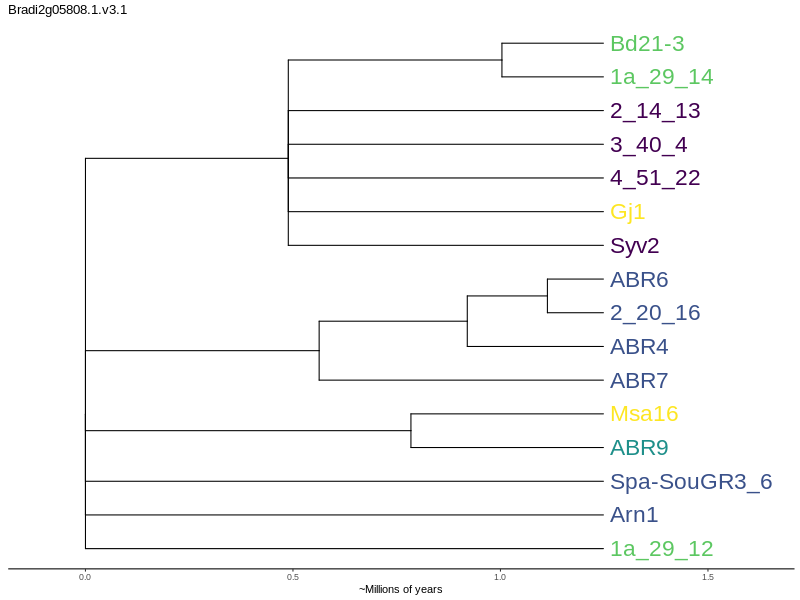 Bradi2g05808.1.v3.1
Bd21-3
1a_29_14
2_14_13
3_40_4
4_51_22
Gj1
Syv2
ABR6
2_20_16
ABR4
ABR7
Msa16
ABR9
Spa-SouGR3_6
Arn1
1a_29_12
0.0 0.5 1.0 1.5
~Millions of years